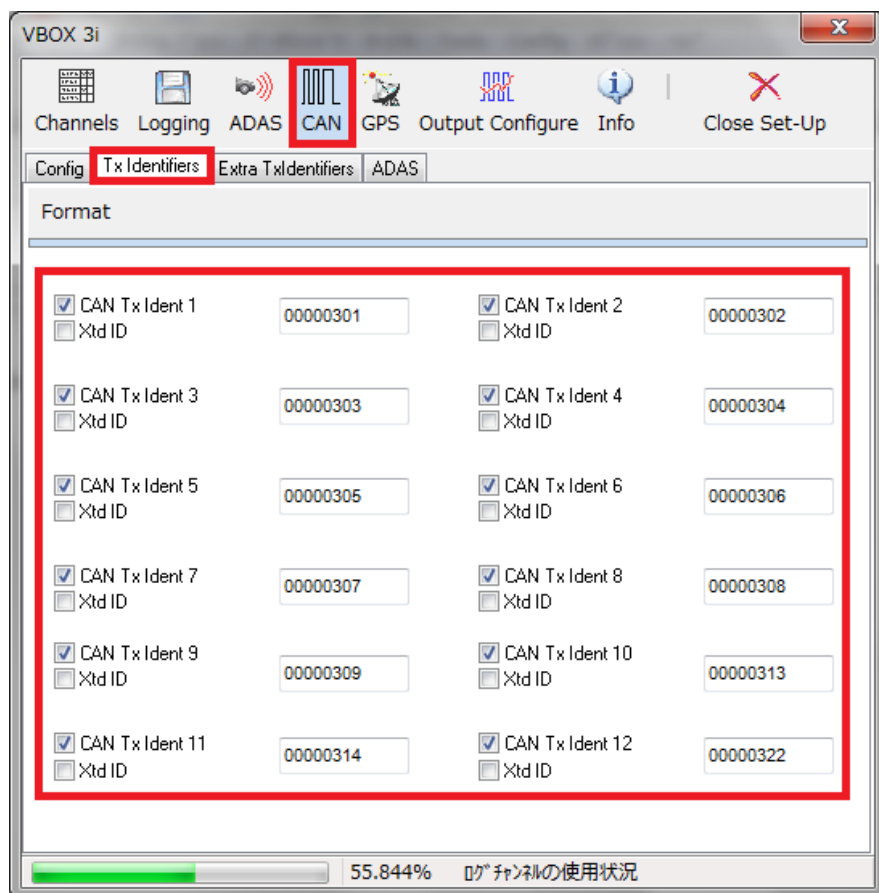 VBOX 3i
Channels Logging ADAS CAN GPS Output Configure Info Close Set-Up
Config Tx Identifiers Extra TxIdentifiers ADAS
Format
CAN Tx Ident 1 00000301 CAN Tx Ident 2 00000302
Xtd ID Xtd ID
CAN Tx Ident 3 00000303 CAN Tx Ident 4 00000304
Xtd ID Xtd ID
CAN Tx Ident 5 00000305 CAN Tx Ident 6 00000306
Xtd ID Xtd ID
CAN Tx Ident 7 00000307 CAN Tx Ident 8 00000308
Xtd ID Xtd ID
CAN Tx Ident 9 00000309 CAN Tx Ident 10 00000313
Xtd ID Xtd ID
CAN Tx Ident 11 00000314 CAN Tx Ident 12 00000322
Xtd ID Xtd ID
55.844% ﾛｸﾞﾁｬﾝﾈﾙの使用状況